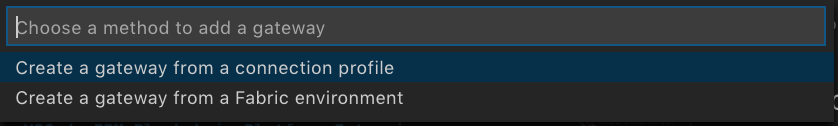 Choose a method to add a gateway
Create a gateway from a connection profile
Create a gateway from a Fabric environment